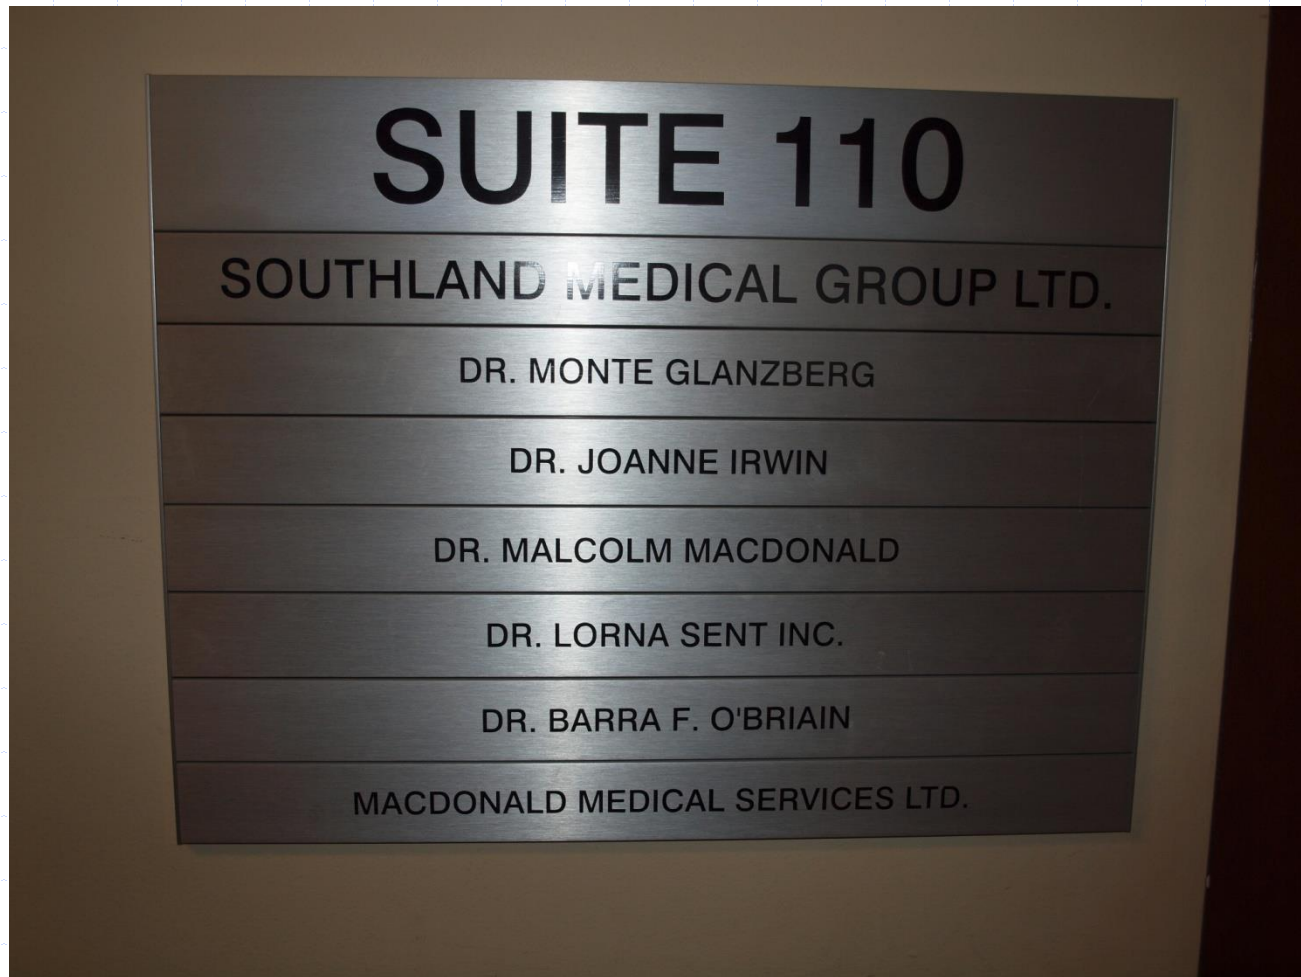 SUITE 110
SOUTHLAND MEDICAL GROUP LTD.
DR. MONTE GLANZBERG
DR. JOANNE IRWIN
DR. MALCOLM MACDONALD
DR. LORNA SENT INC.
DR. BARRA F. O'BRIAIN
MACDONALD MEDICAL SERVICES LTD.